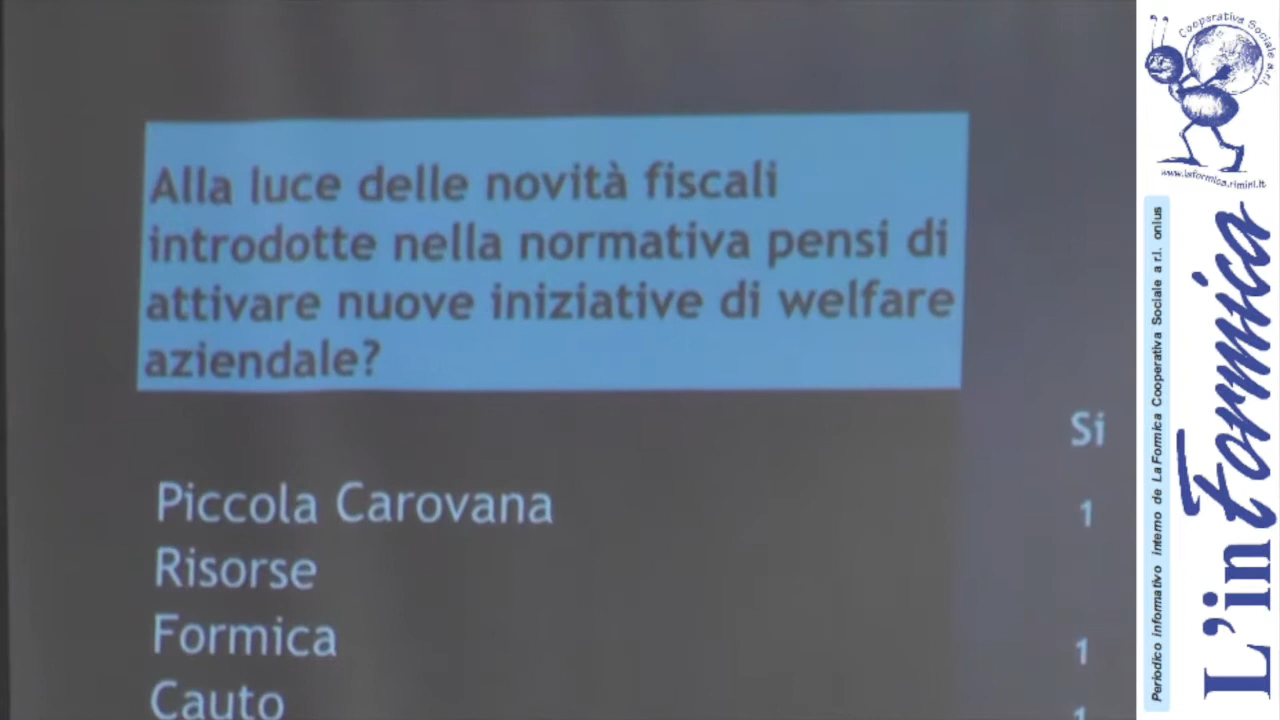 Alla luce delle novità fiscali
introdotte nella normativa pensi di
attivare nuove iniziative di welfare
aziendale?
Si
Piccola Carovana 1
Risorse
Formica 1
Cauto 1
Cooperativa Sociale a r.l.
www.laformica.rimini.it
Periodico informativo interno de La Formica Cooperativa Sociale a r.l. onlus
L'inFormica